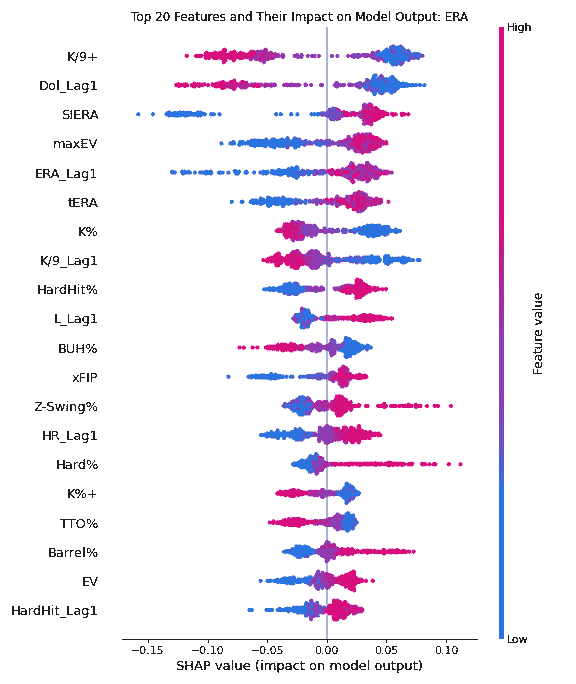 Top 20 Features and Their Impact on Model Output: ERA
High
K/9+
Dol_Lag1
SIERA
maxEV
ERA_Lag1
tERA
K%
K/9_Lag1
HardHit%
L_Lag1
BUH%
xFIP
Z-Swing%
HR_Lag1
Hard%
K%+
TTO%
Barrel%
EV
HardHit_Lag1
Feature value
Low
−0.15 −0.10 −0.05 0.00 0.05 0.10
SHAP value (impact on model output)